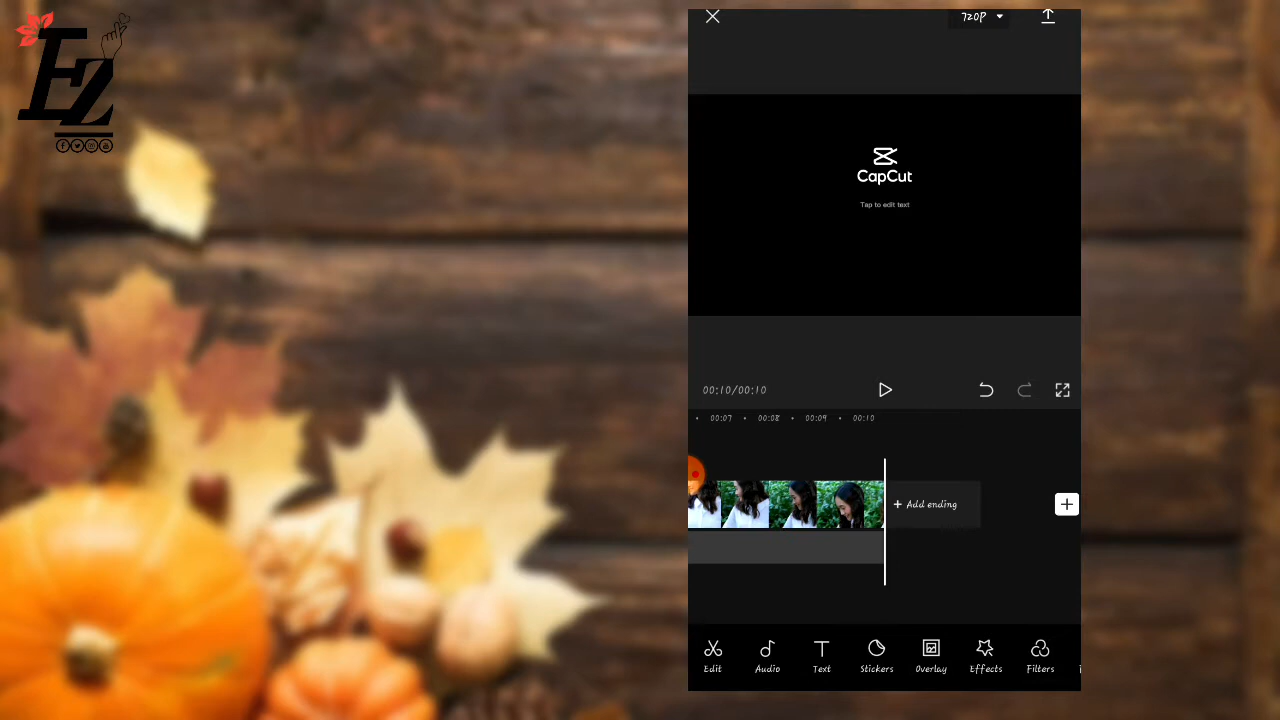 EZ
720P
CapCut
Tap to edit text
00:10/00:10
00:07 00:08 00:09 00:10
+ Add ending
Edit Audio Text Stickers Overlay Effects Filters